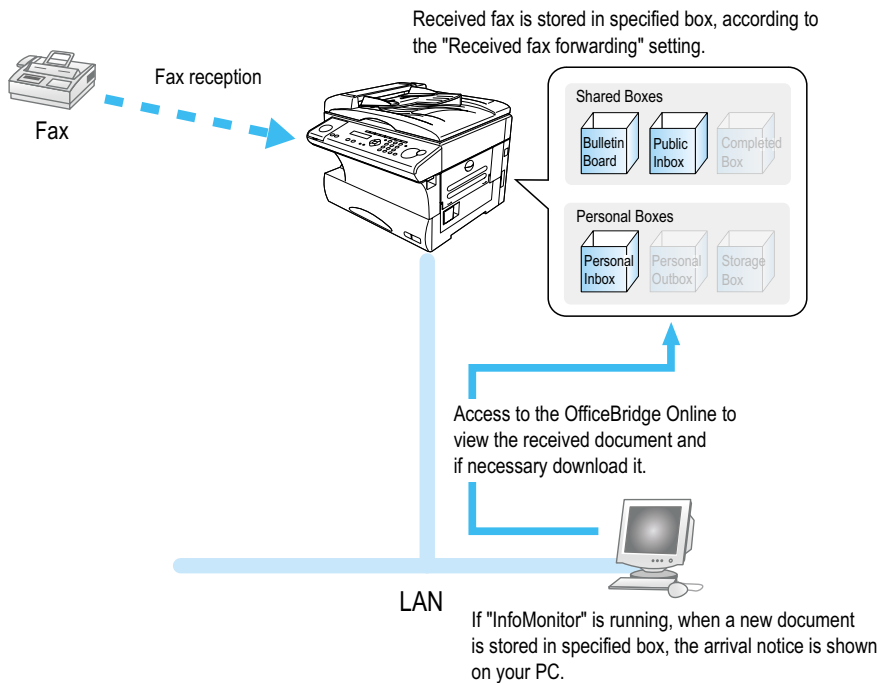 Received fax is stored in specified box, according to
the "Received fax forwarding" setting.
Fax reception
Fax
Shared Boxes
Bulletin
Board
Public
Inbox
Completed
Box
Personal Boxes
Personal
Inbox
Personal
Outbox
Storage
Box
Access to the OfficeBridge Online to
view the received document and
if necessary download it.
LAN
If "InfoMonitor" is running, when a new document
is stored in specified box, the arrival notice is shown
on your PC.